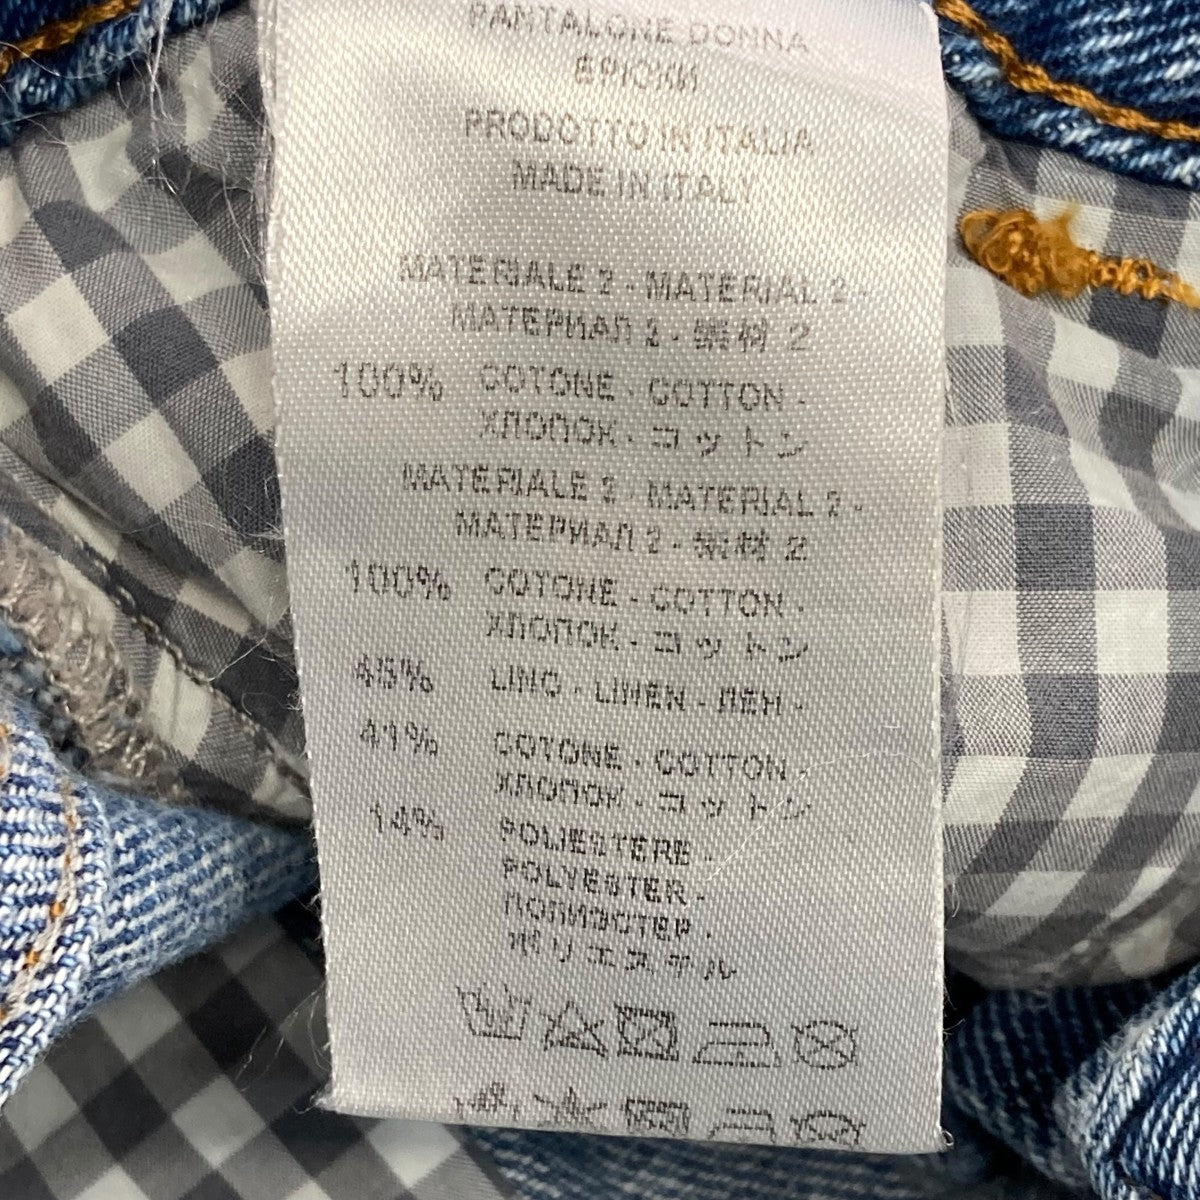 PANTALONE DONNA
БРЮКИ
PRODOTTO IN ITALIA
MADE IN ITALY
MATERIALE 2 - MATERIAL 2 -
МАТЕРИАЛ 2 - 素材 2
100% COTONE - COTTON -
ХЛОПОК - コットン
MATERIALE 2 - MATERIAL 2 -
МАТЕРИАЛ 2 - 素材 2
100% COTONE - COTTON -
ХЛОПОК - コットン
45% LINO - LINEN - ЛЕН -
41% COTONE - COTTON -
ХЛОПОК - コットン
14% POLIESTERE -
POLYESTER -
ПОЛИЭСТЕР -
ポリエステル